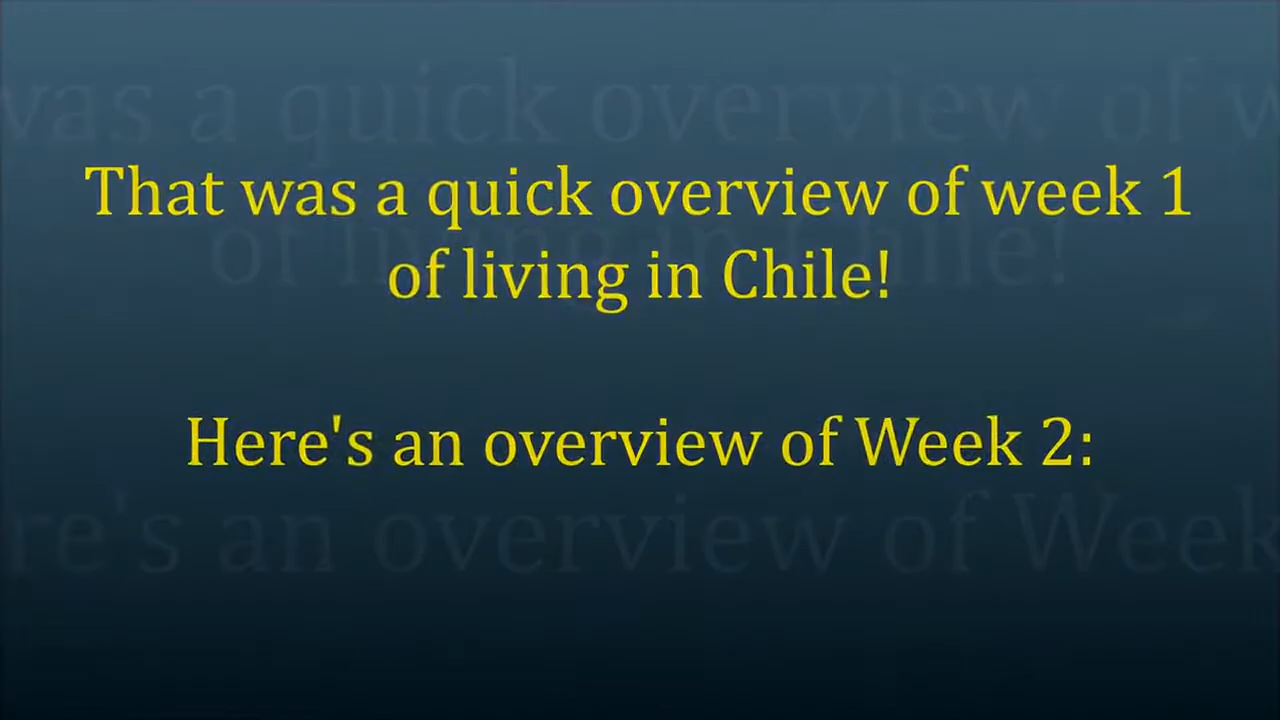 That was a quick overview of week 1
of living in Chile!
Here's an overview of Week 2: